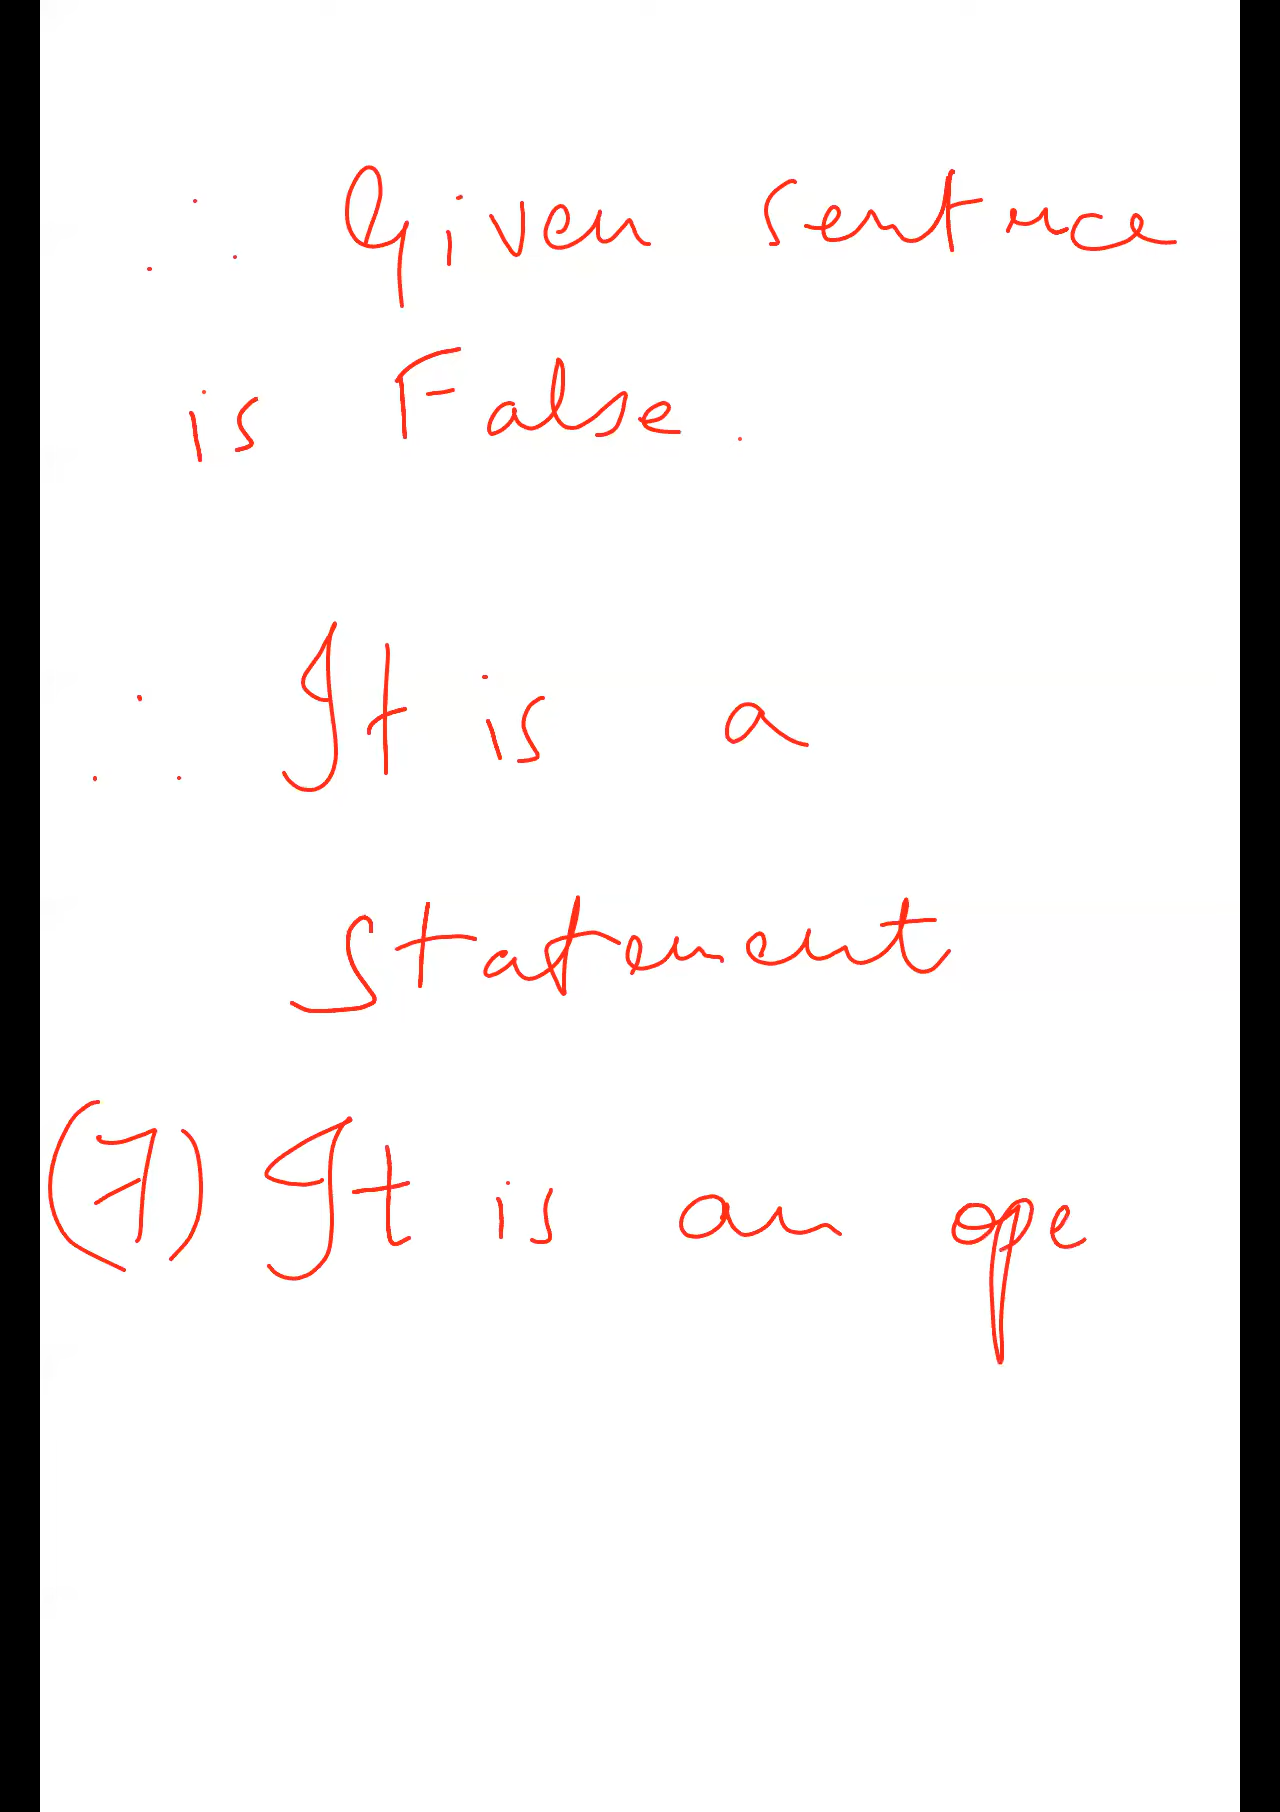 ∴ Given sentence
is False.
∴ It is a
statement
(7) It is an ope